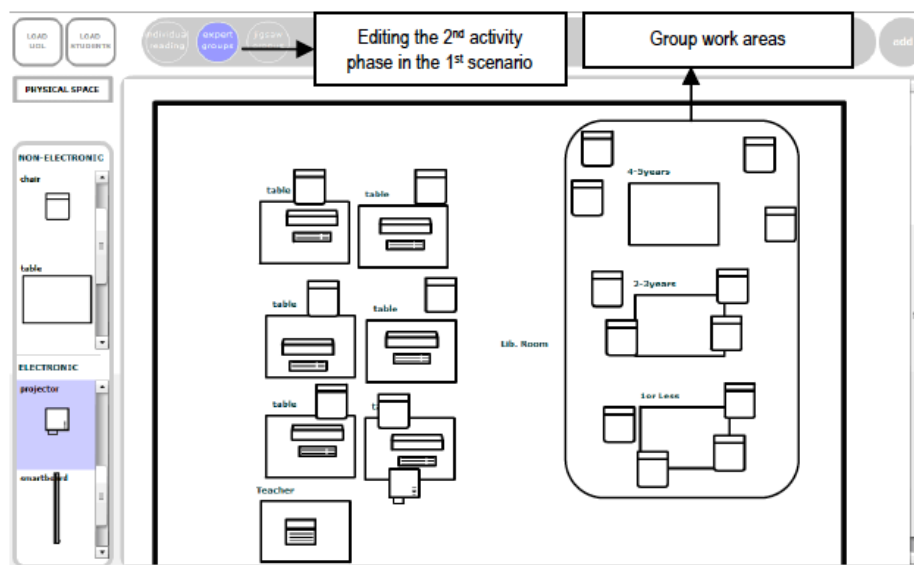 LOAD
UOL
LOAD
STUDENTS
individual
reading
expert
groups
jigsaw
Editing the 2nd activity
phase in the 1st scenario
Group work areas
add
PHYSICAL SPACE
NON-ELECTRONIC
chair
table
ELECTRONIC
projector
smartboard
table
table
table
table
table
Teacher
Lib. Room
4-5years
2-3years
1or Less